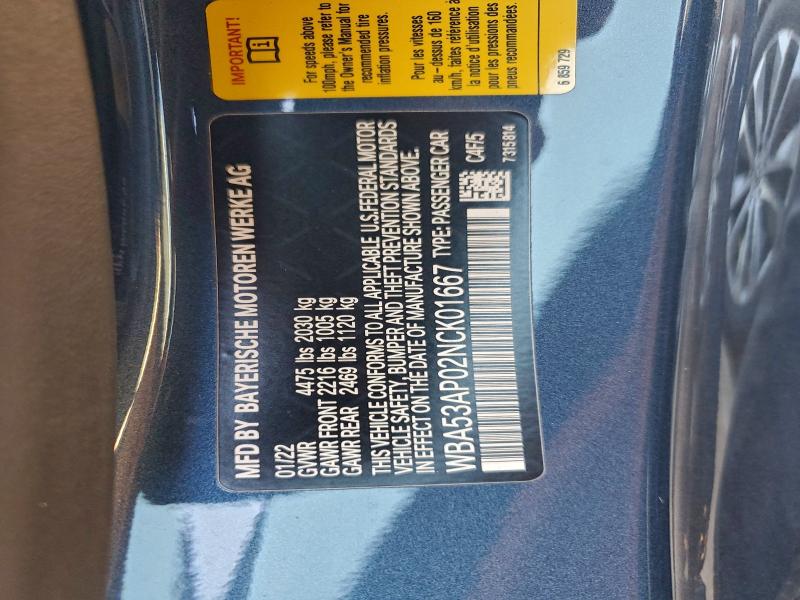 MFD BY BAYERISCHE MOTOREN WERKE AG
01/22
GVWR 4475 lbs 2030 kg
GAWR FRONT 2216 lbs 1005 kg
GAWR REAR 2469 lbs 1120 kg
THIS VEHICLE CONFORMS TO ALL APPLICABLE U.S.FEDERAL MOTOR
VEHICLE SAFETY, BUMPER AND THEFT PREVENTION STANDARDS
IN EFFECT ON THE DATE OF MANUFACTURE SHOWN ABOVE.
WBA53AP02NCK01667 TYPE: PASSENGER CAR
C4F/5
7315814
IMPORTANT!
For speeds above
100mph, please refer to
the Owner's Manual for
recommended tire
inflation pressures.
Pour les vitesses
au-dessus de 160
km/h, faites référence à
la notice d'utilisation
pour les pressions des
pneus recommandées.
6 859 729